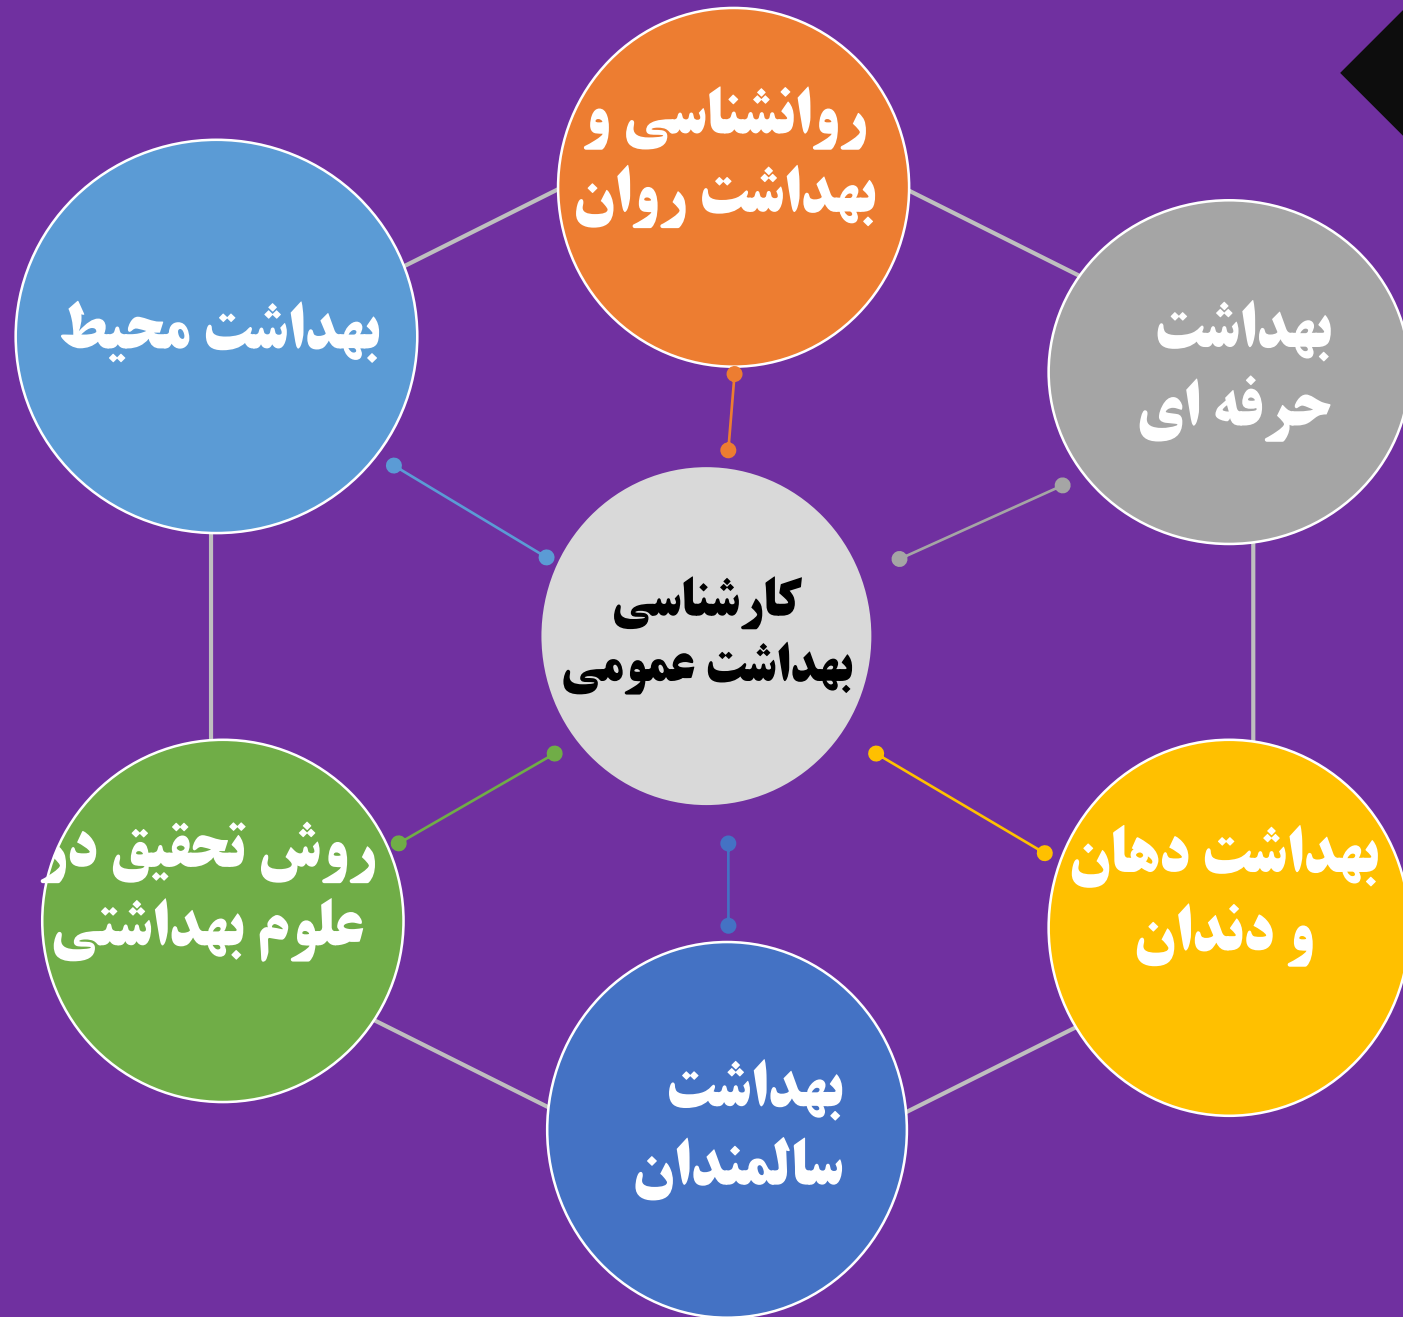 روانشناسی و
بهداشت روان
بهداشت
حرفه ای
بهداشت محیط
کارشناسی
بهداشت عمومی
بهداشت دهان
و دندان
روش تحقیق در
علوم بهداشتی
بهداشت
سالمندان